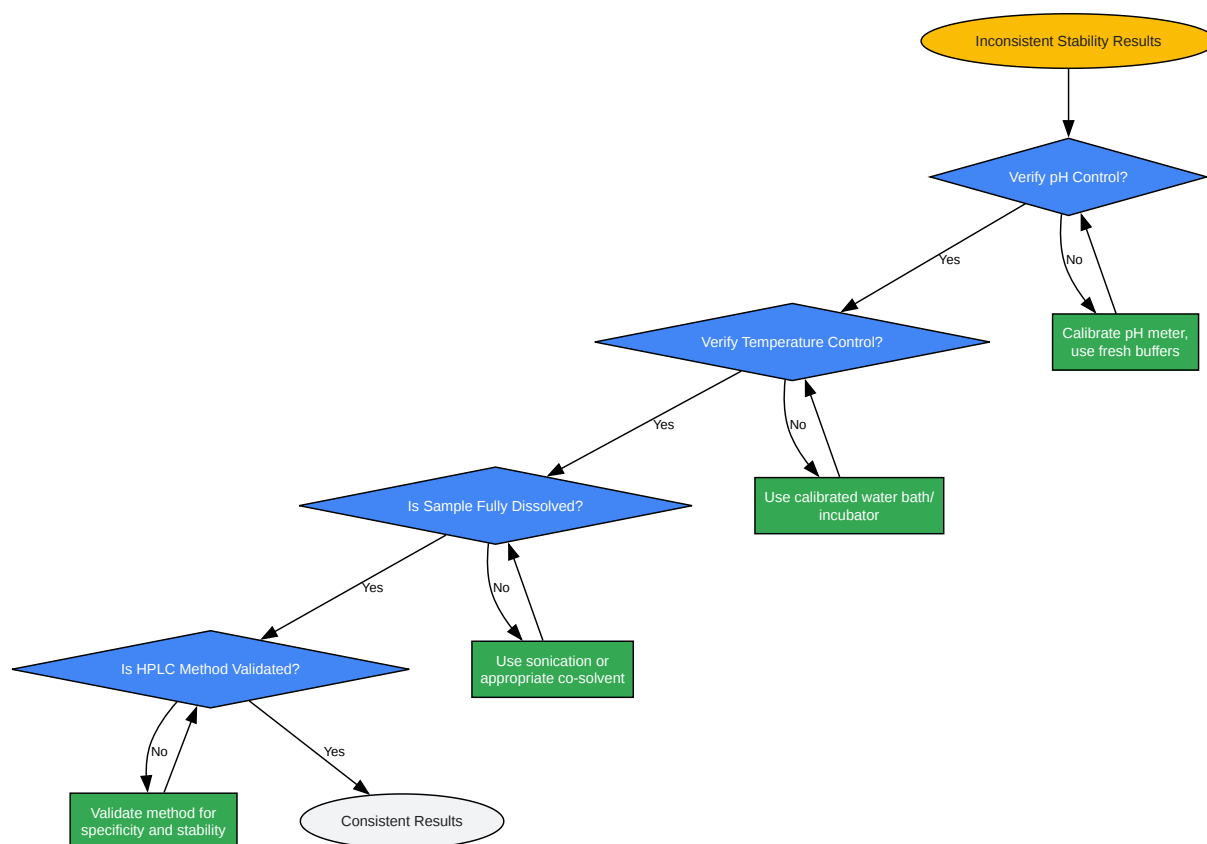 Inconsistent Stability Results
Verify pH Control?
Yes
No
Calibrate pH meter,
use fresh buffers
Verify Temperature Control?
Yes
No
Use calibrated water bath/
incubator
Is Sample Fully Dissolved?
Yes
No
Use sonication or
appropriate co-solvent
Is HPLC Method Validated?
No
Yes
Validate method for
specificity and stability
Consistent Results